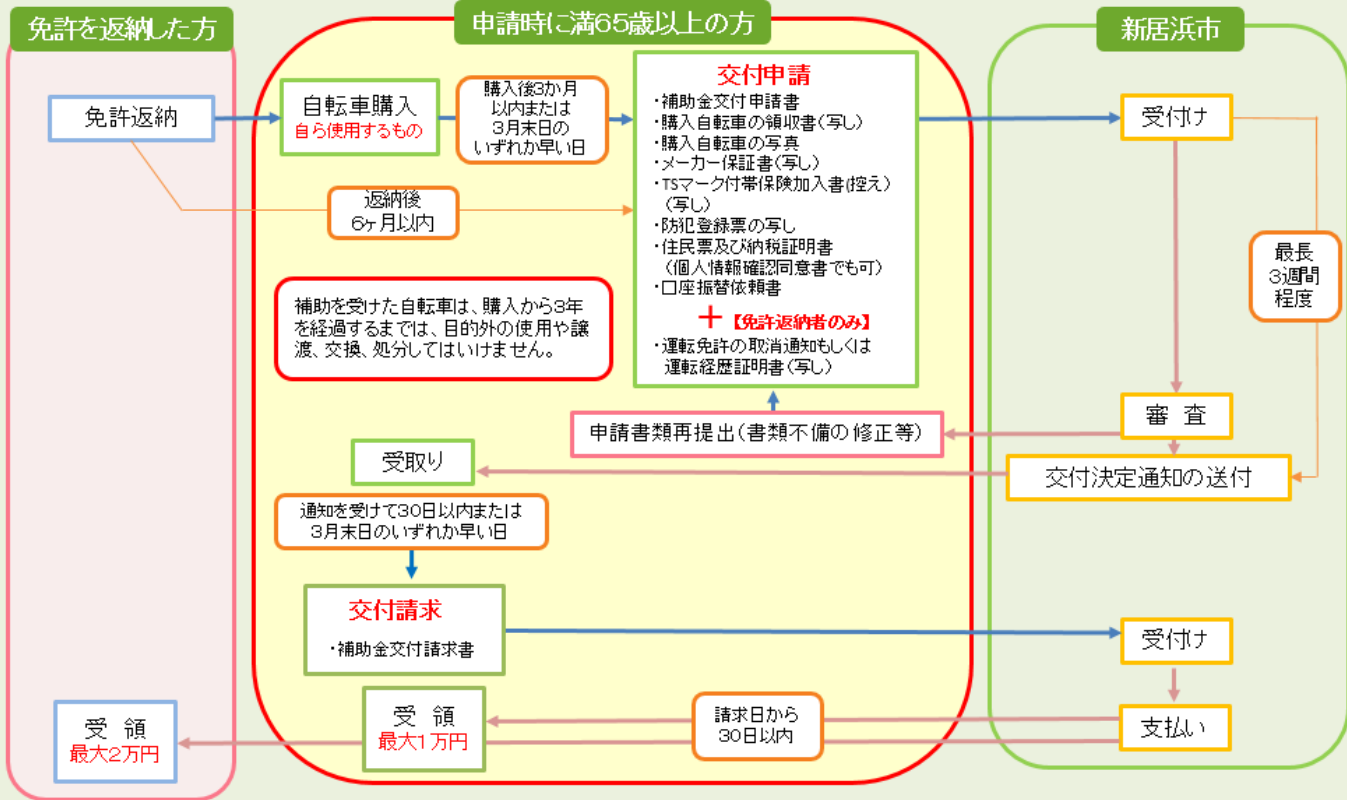 免許を返納した方
申請時に満65歳以上の方
新居浜市
免許返納
自転車購入
自ら使用するもの
購入後3か月
以内または
3月末日の
いずれか早い日
返納後
6ヶ月以内
交付申請
・補助金交付申請書
・購入自転車の領収書(写し)
・購入自転車の写真
・メーカー保証書(写し)
・TSマーク付帯保険加入書(控え)
(写し)
・防犯登録票の写し
・住民票及び納税証明書
(個人情報確認同意書でも可)
・口座振替依頼書
+【免許返納者のみ】
・運転免許の取消通知もしくは
運転経歴証明書(写し)
受付け
最長
3週間
程度
補助を受けた自転車は、購入から3年
を経過するまでは、目的外の使用や譲
渡、交換、処分してはいけません。
審 査
申請書類再提出(書類不備の修正等)
受取り
交付決定通知の送付
通知を受けて30日以内または
3月末日のいずれか早い日
交付請求
・補助金交付請求書
受付け
受 領
最大2万円
受 領
最大1万円
請求日から
30日以内
支払い